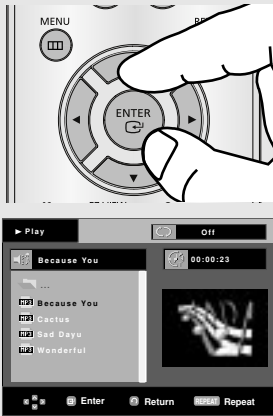 MENU
ENTER
► Play
Off
Because You
00:00:23
...
MP3 Because You
MP3 Cactus
MP3 Sad Dayu
MP3 Wonderful
Enter
Return
REPEAT Repeat